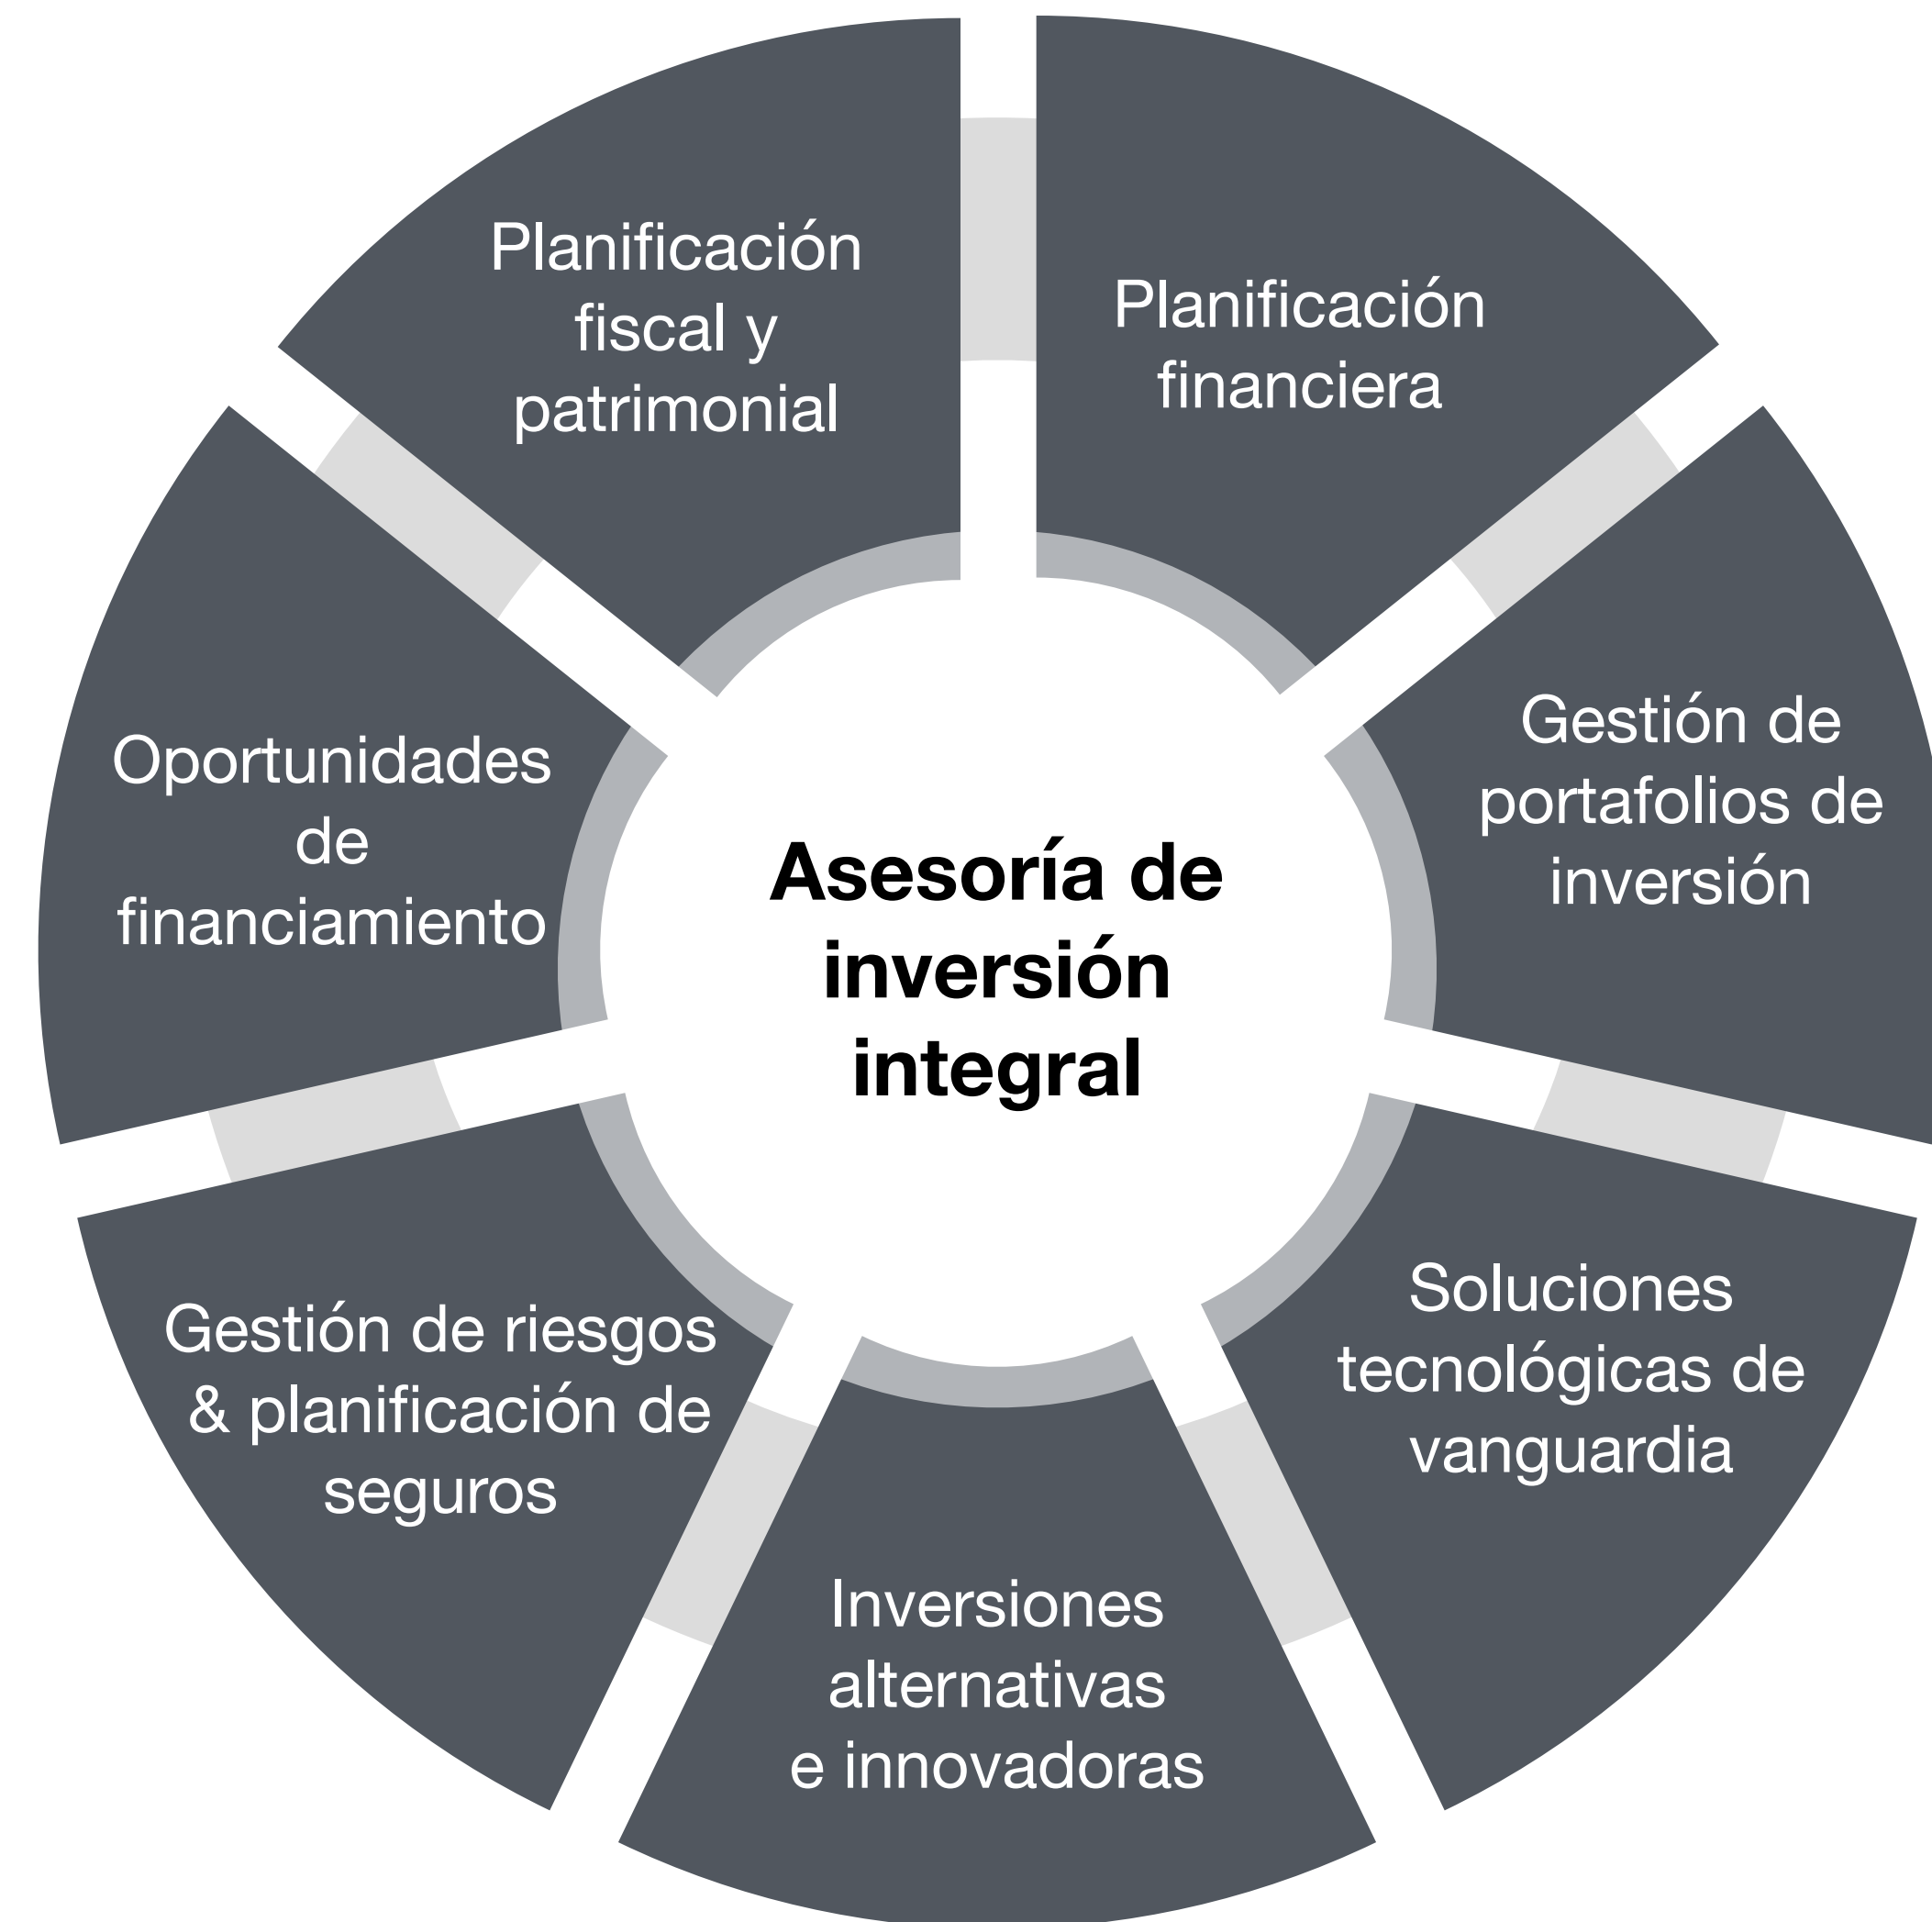 Planificación
fiscal y
patrimonial
Planificación
financiera
Gestión de
portafolios de
inversión
Soluciones
tecnológicas de
vanguardia
Inversiones
alternativas
e innovadoras
Gestión de riesgos
& planificación de
seguros
Oportunidades
de
financiamiento
Asesoría de
inversión
integral